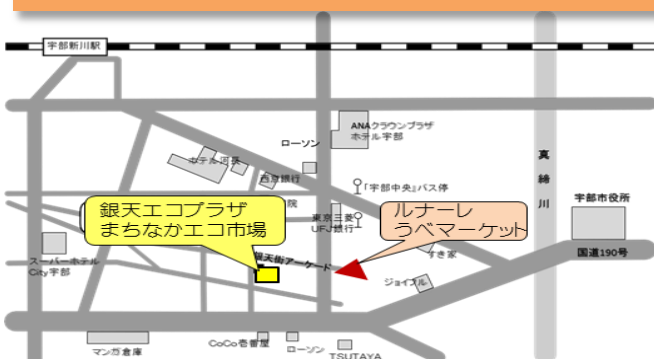 宇部新川駅
ANAクラウンプラザ
ホテル宇部
ローソン
ホテル河長
西京銀行
「宇部中央」バス停
真
締
川
宇部市役所
院
銀天エコプラザ
まちなかエコ市場
東京三菱
UFJ銀行
ルナーレ
うべマーケット
すき家
国道190号
スーパーホテル
City宇部
銀天街アーケード
ジョイフル
マンガ倉庫
CoCo壱番屋
ローソン
TSUTAYA